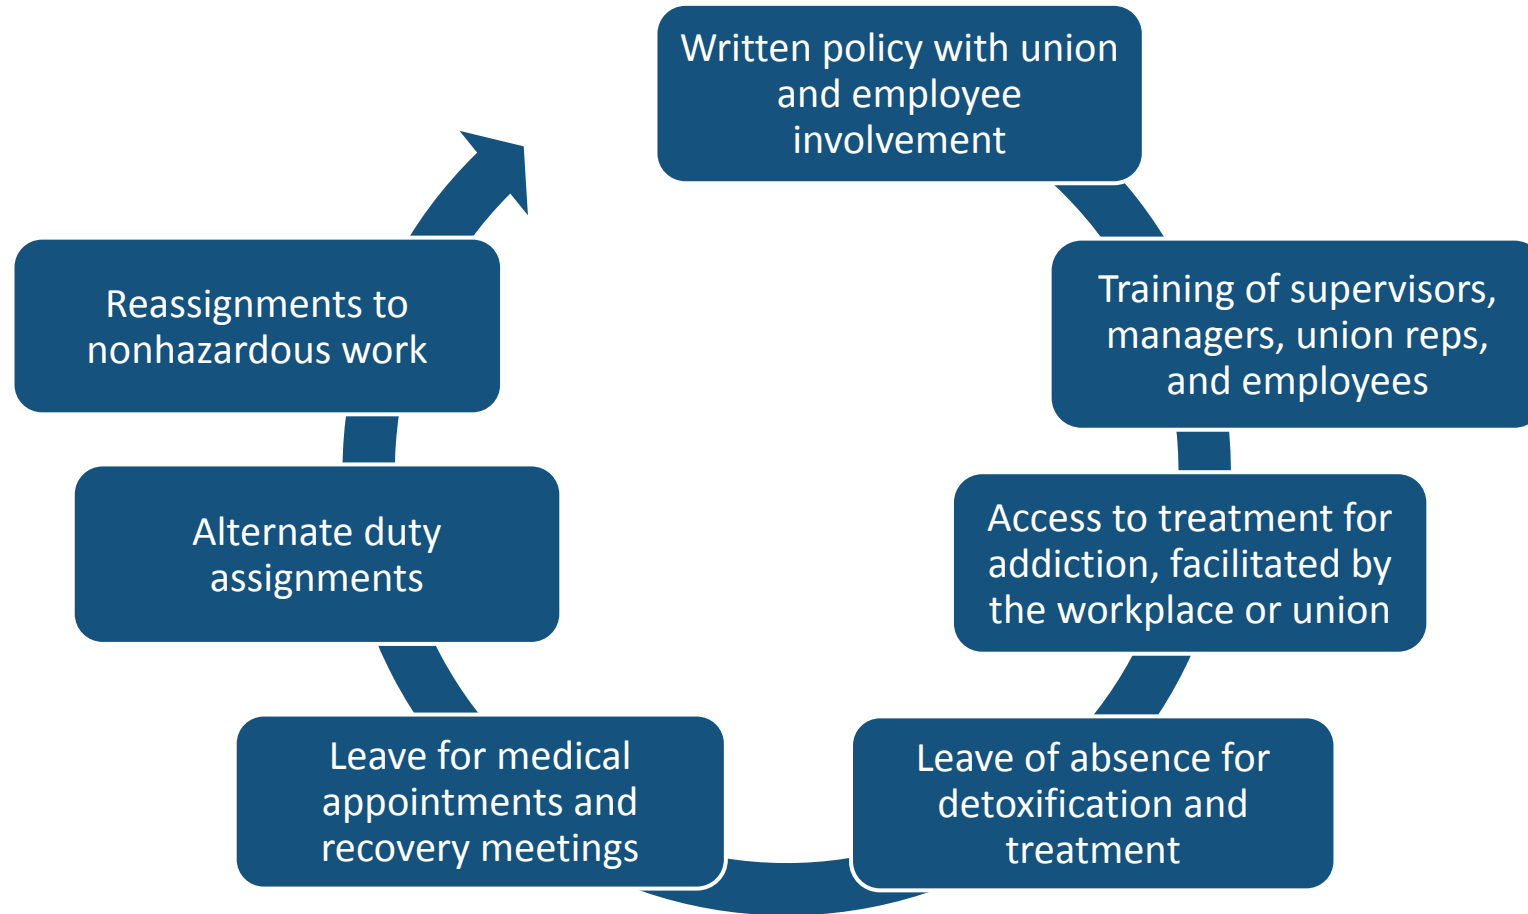 Written policy with union
and employee
involvement
Training of supervisors,
managers, union reps,
and employees
Access to treatment for
addiction, facilitated by
the workplace or union
Leave of absence for
detoxification and
treatment
Leave for medical
appointments and
recovery meetings
Alternate duty
assignments
Reassignments to
nonhazardous work